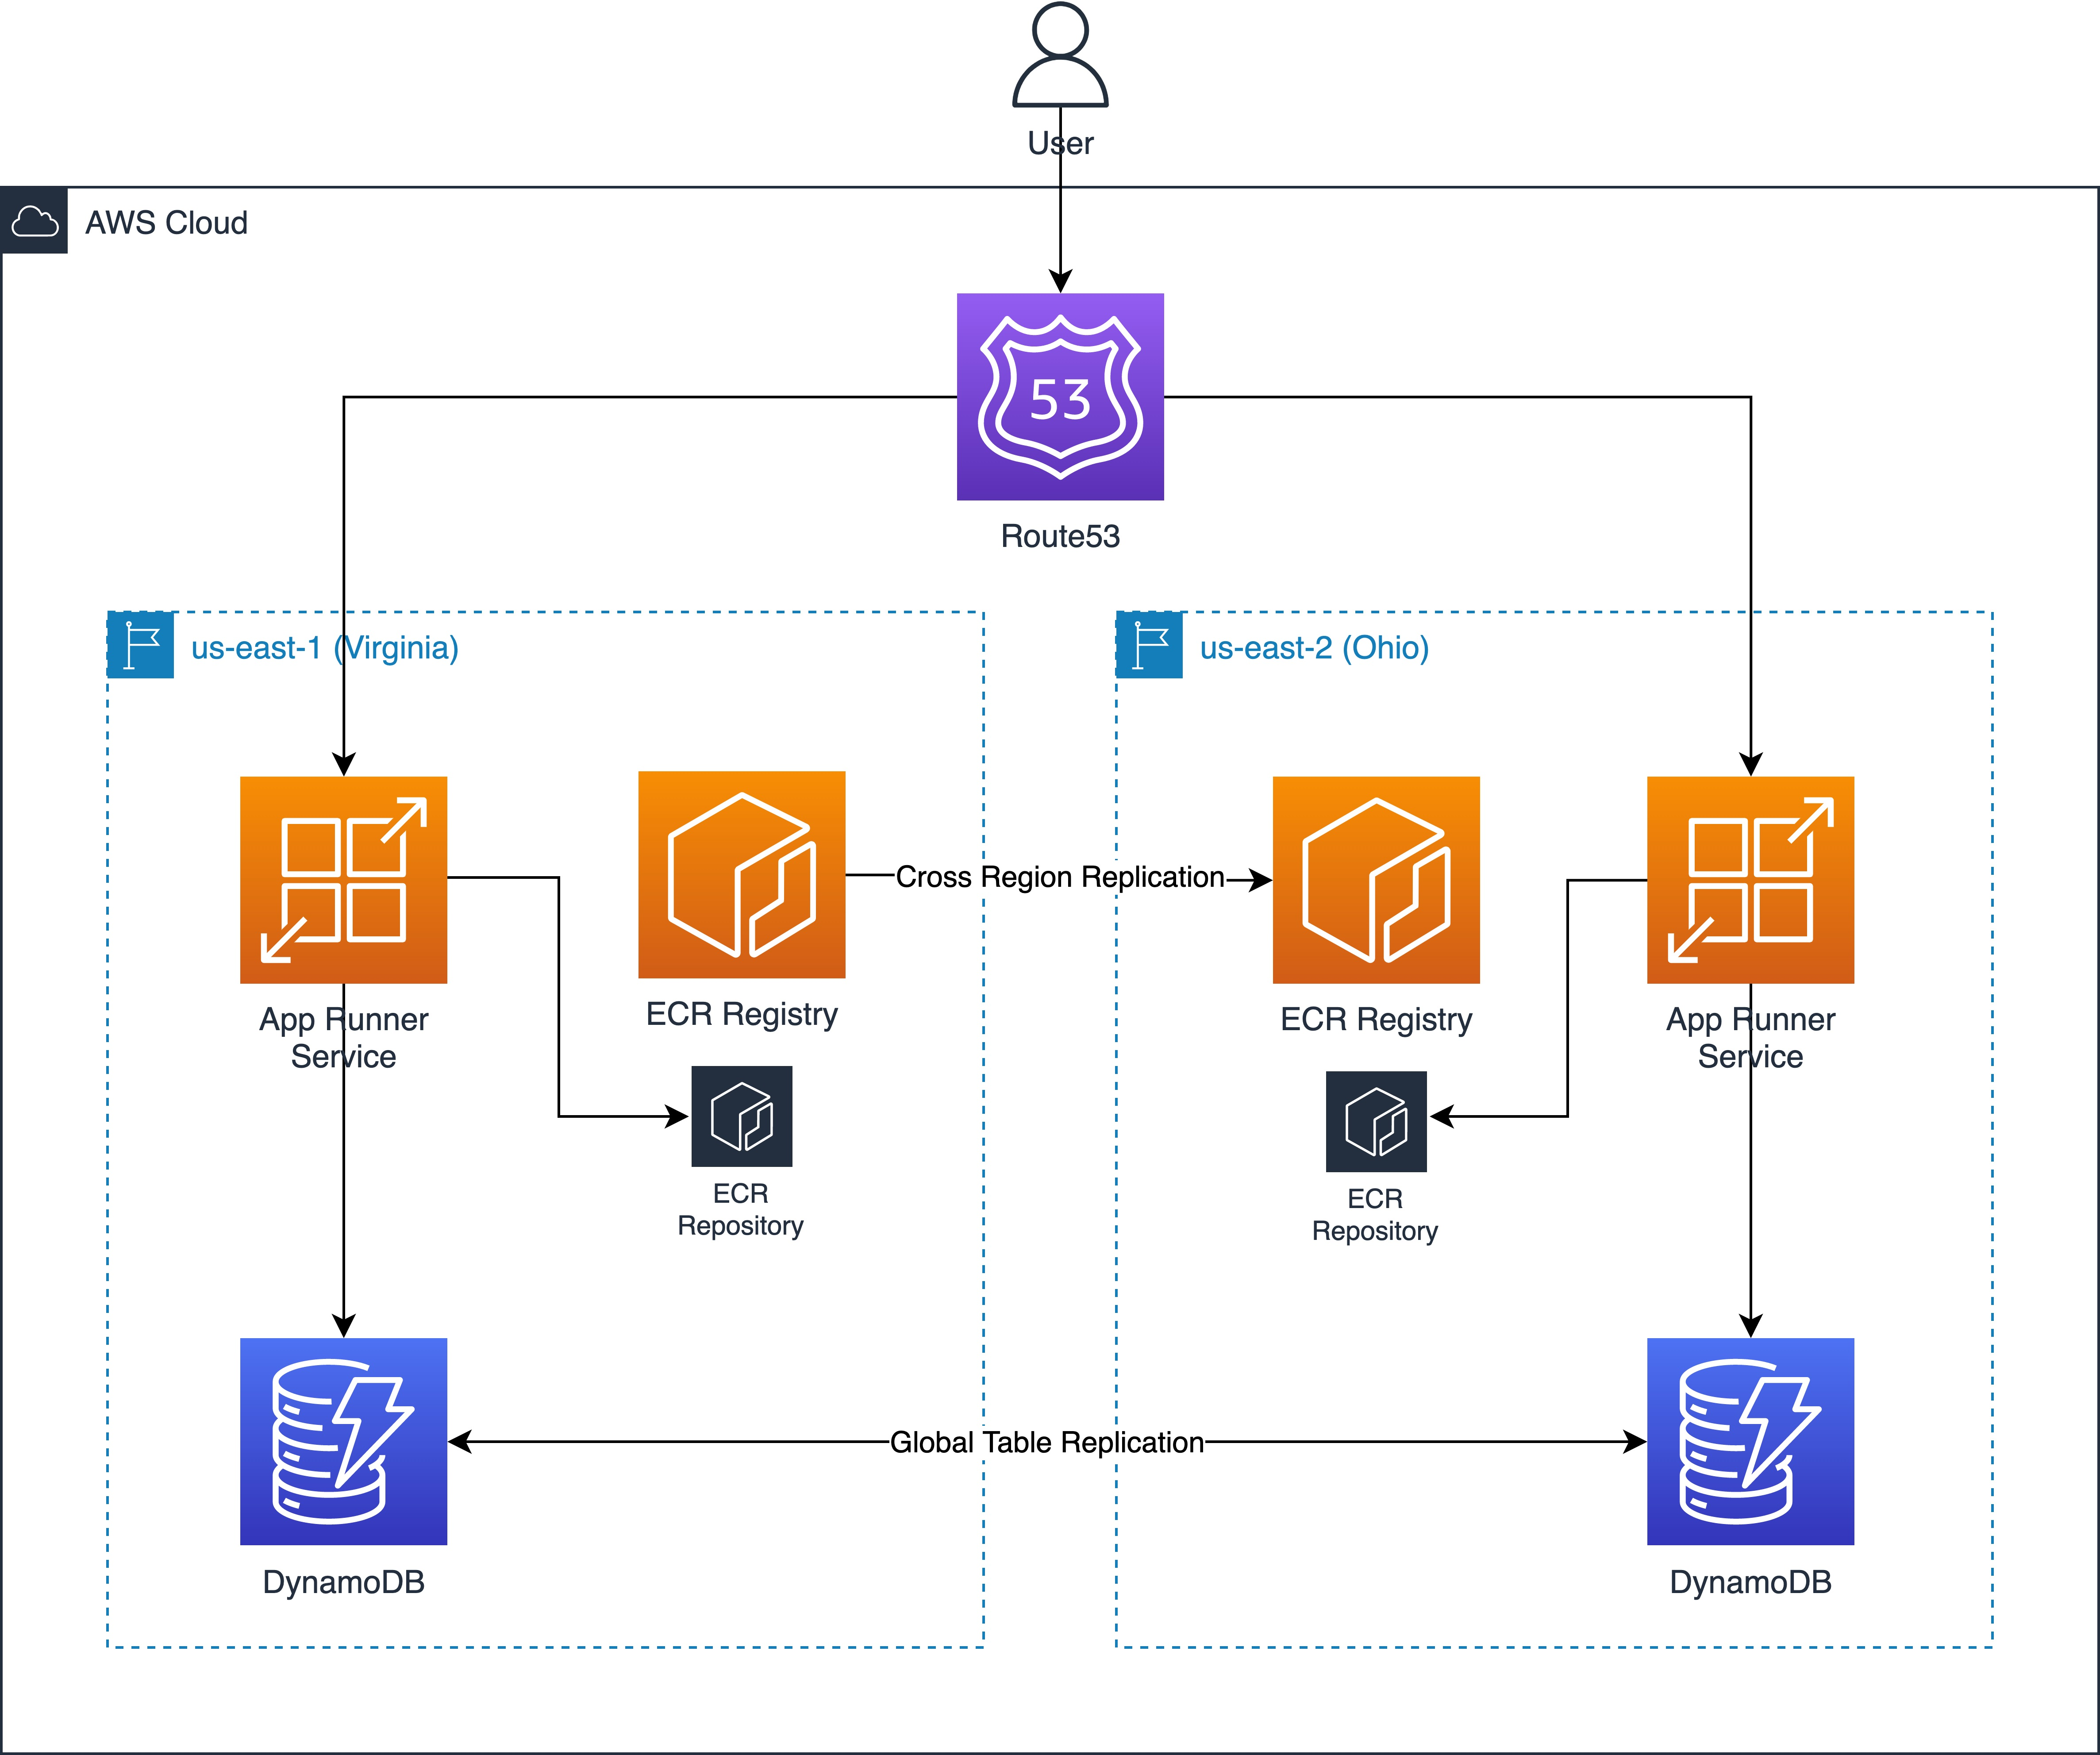 User
AWS Cloud
53
Route53
us-east-1 (Virginia)
us-east-2 (Ohio)
Cross Region Replication
App Runner
Service
ECR Registry
ECR Registry
App Runner
Service
ECR
Repository
ECR
Repository
Global Table Replication
DynamoDB
DynamoDB